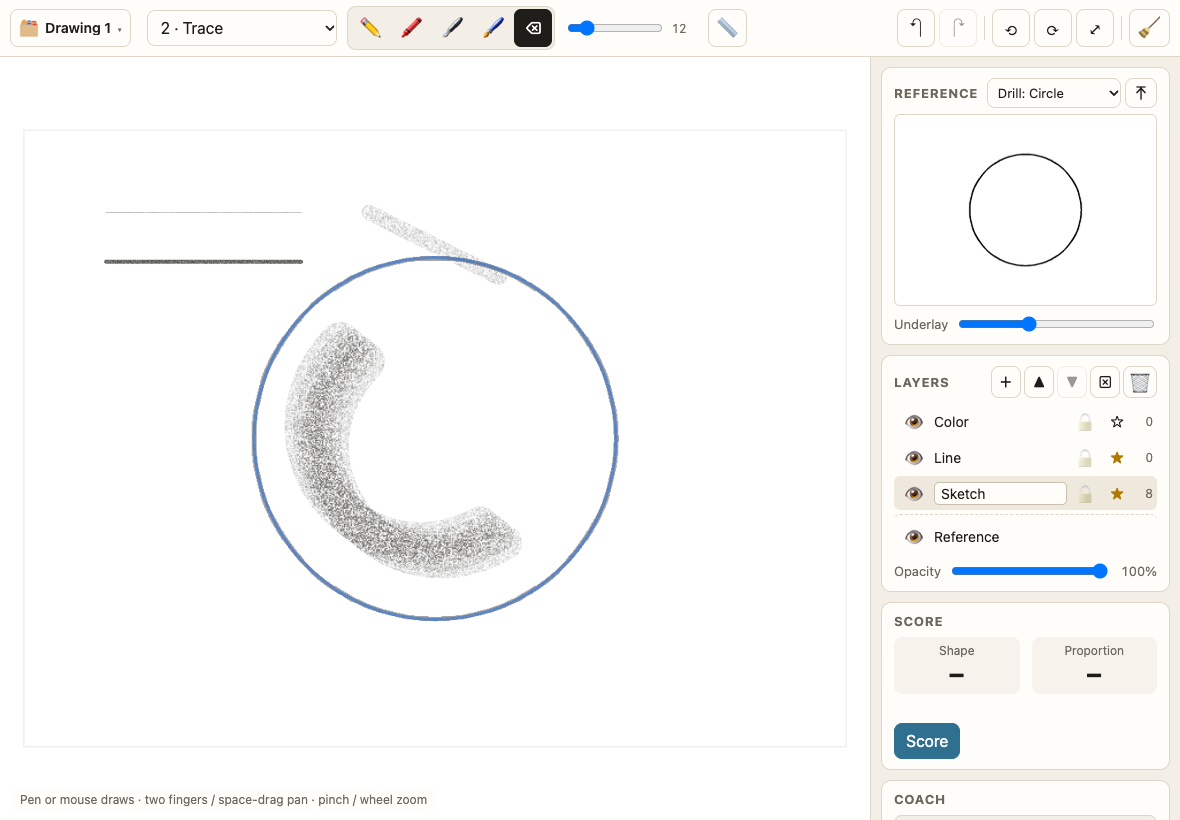 Drawing 1
2 · Trace
12
REFERENCE
Drill: Circle
Underlay
LAYERS
Color 0
Line 0
Sketch 8
Reference
Opacity 100%
SCORE
Shape Proportion
– –
Score
COACH
Pen or mouse draws · two fingers / space-drag pan · pinch / wheel zoom